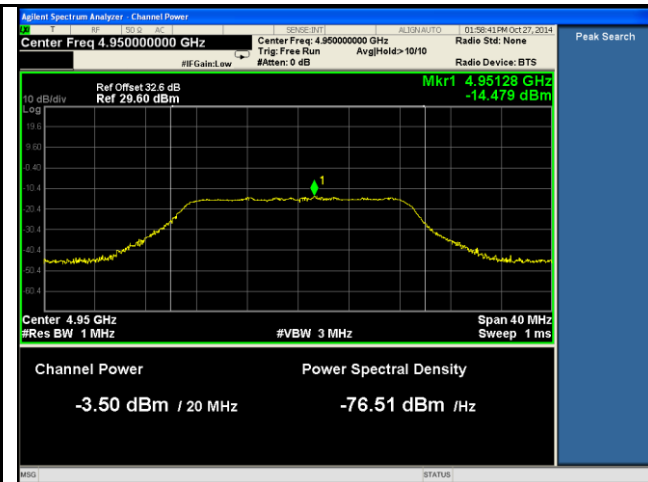 Agilent Spectrum Analyzer - Channel Power
T RF 50 Ω AC SENSE:INT ALIGN AUTO 01:58:41 PM Oct 27, 2014
Center Freq 4.950000000 GHz
Center Freq: 4.950000000 GHz Radio Std: None
Trig: Free Run Avg|Hold:> 10/10
#IFGain:Low #Atten: 0 dB Radio Device: BTS
Peak Search
Mkr1 4.95128 GHz
-14.479 dBm
Ref Offset 32.6 dB
10 dB/div Ref 29.60 dBm
Log
19.6
9.60
-0.40
-10.4
-20.4
-30.4
-40.4
-50.4
-60.4
1
Center 4.95 GHz Span 40 MHz
#Res BW 1 MHz #VBW 3 MHz Sweep 1 ms
Channel Power Power Spectral Density
-3.50 dBm / 20 MHz -76.51 dBm /Hz
MSG STATUS